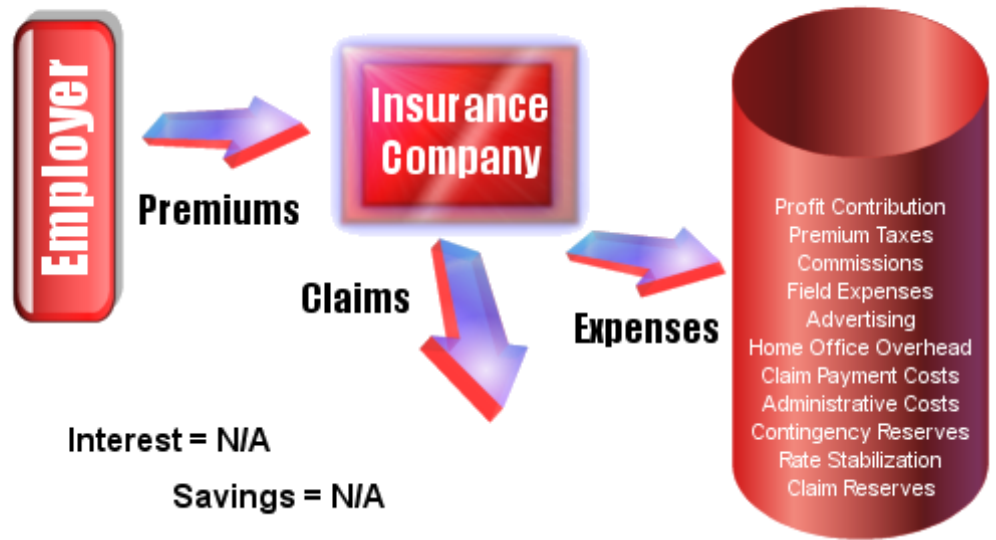 Employer
Premiums
Insurance
Company
Claims
Expenses
Profit Contribution
Premium Taxes
Commissions
Field Expenses
Advertising
Home Office Overhead
Claim Payment Costs
Administrative Costs
Contingency Reserves
Rate Stabilization
Claim Reserves
Interest = N/A
Savings = N/A